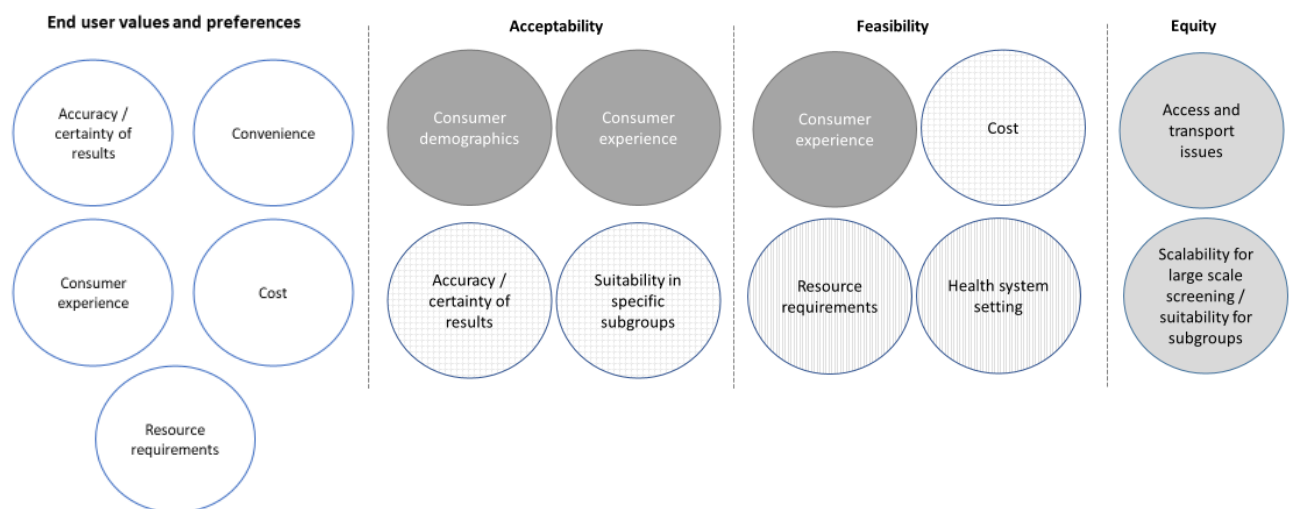 End user values and preferences
Accuracy /
certainty of
results
Convenience
Consumer
experience
Cost
Resource
requirements
Acceptability
Consumer
demographics
Consumer
experience
Accuracy /
certainty of
results
Suitability in
specific
subgroups
Feasibility
Consumer
experience
Cost
Resource
requirements
Health system
setting
Equity
Access and
transport
issues
Scalability for
large scale
screening /
suitability for
subgroups